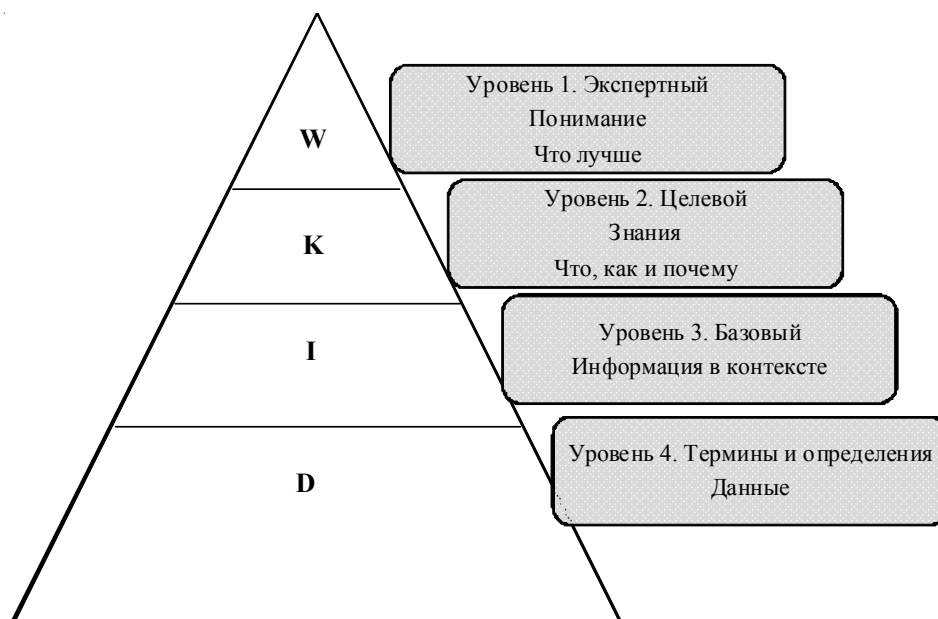 W
Уровень 1. Экспертный
Понимание
Что лучше
K
Уровень 2. Целевой
Знания
Что, как и почему
I
Уровень 3. Базовый
Информация в контексте
D
Уровень 4. Термины и определения
Данные